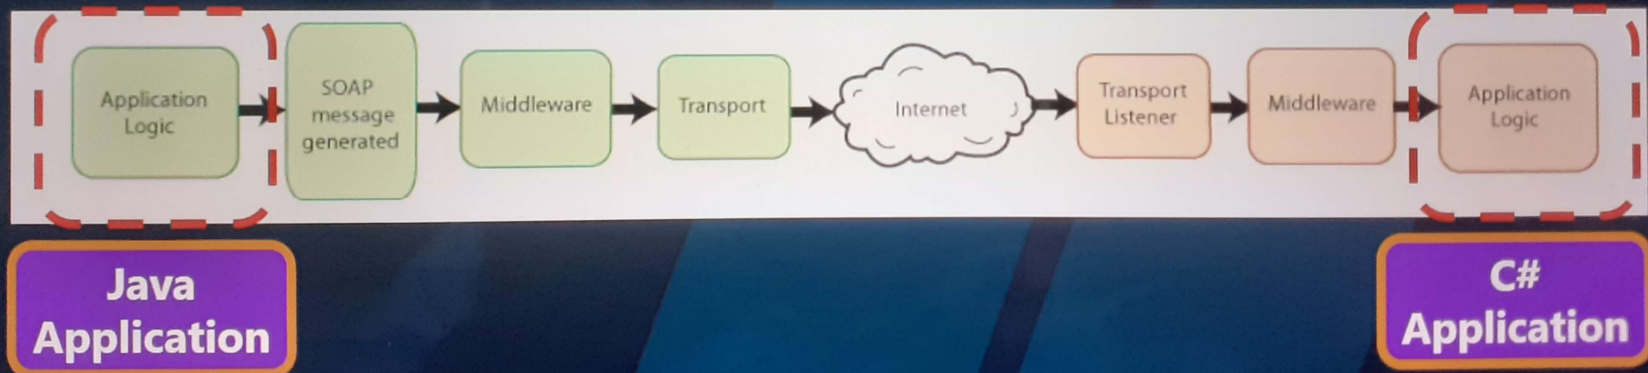 Application
Logic
SOAP
message
generated
Middleware
Transport
Internet
Transport
Listener
Middleware
Application
Logic
Java
Application
C#
Application